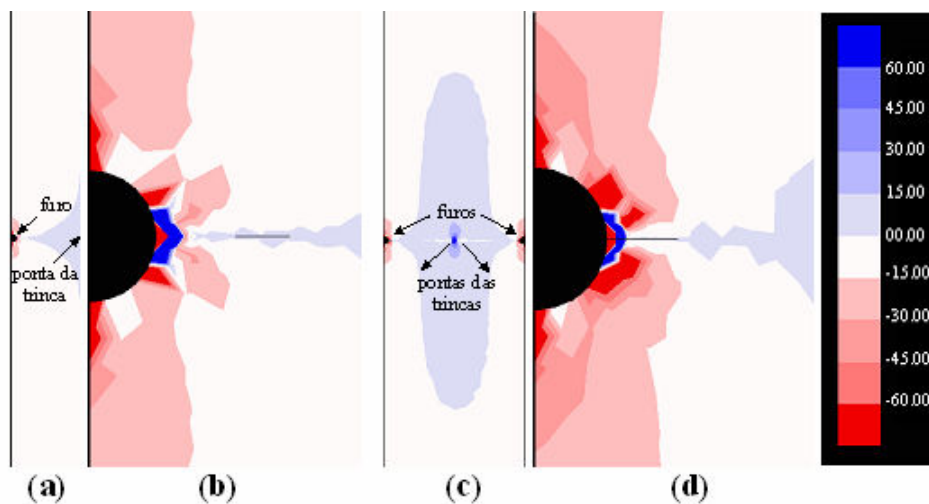 furo
ponta da
trinca
furos
pontas das
trincas
60.00
45.00
30.00
15.00
00.00
-15.00
-30.00
-45.00
-60.00
(a)
(b)
(c)
(d)